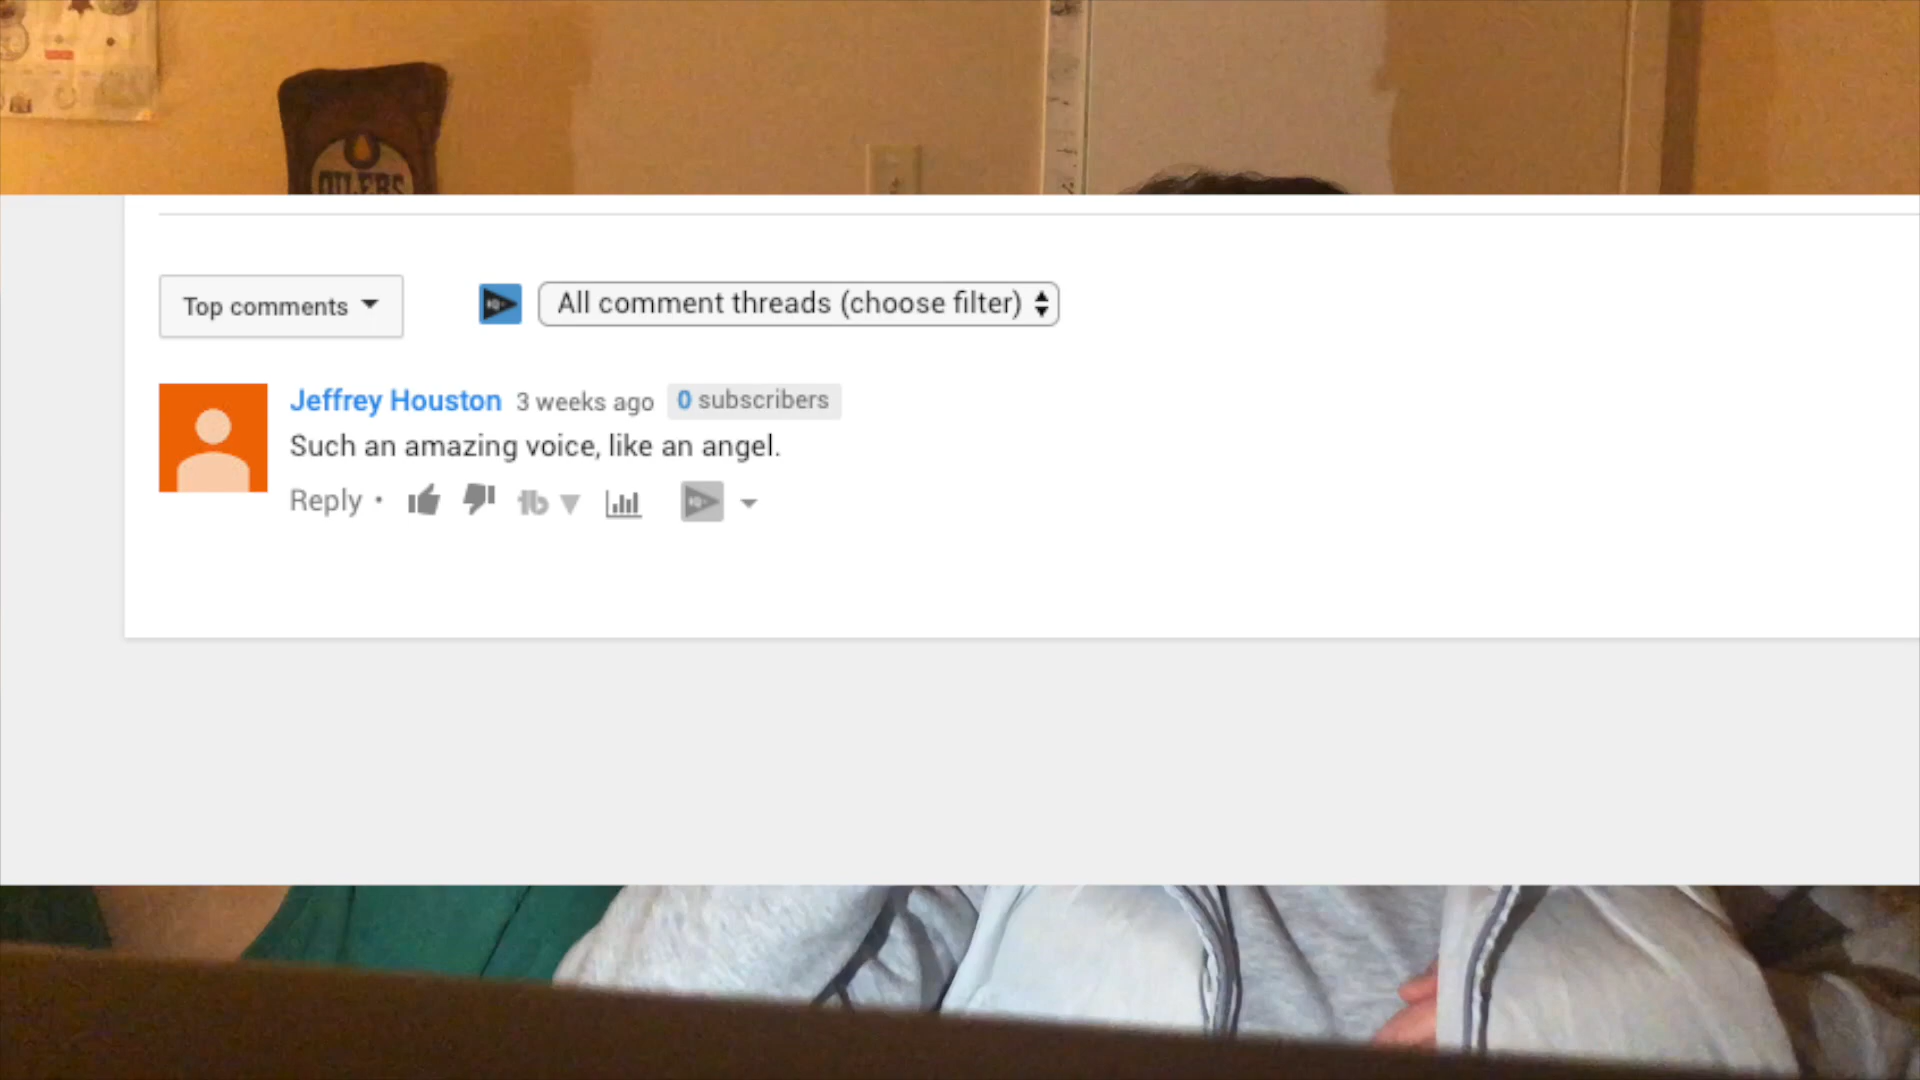 OILERS
Top comments
All comment threads (choose filter)
Jeffrey Houston 3 weeks ago 0 subscribers
Such an amazing voice, like an angel.
Reply •